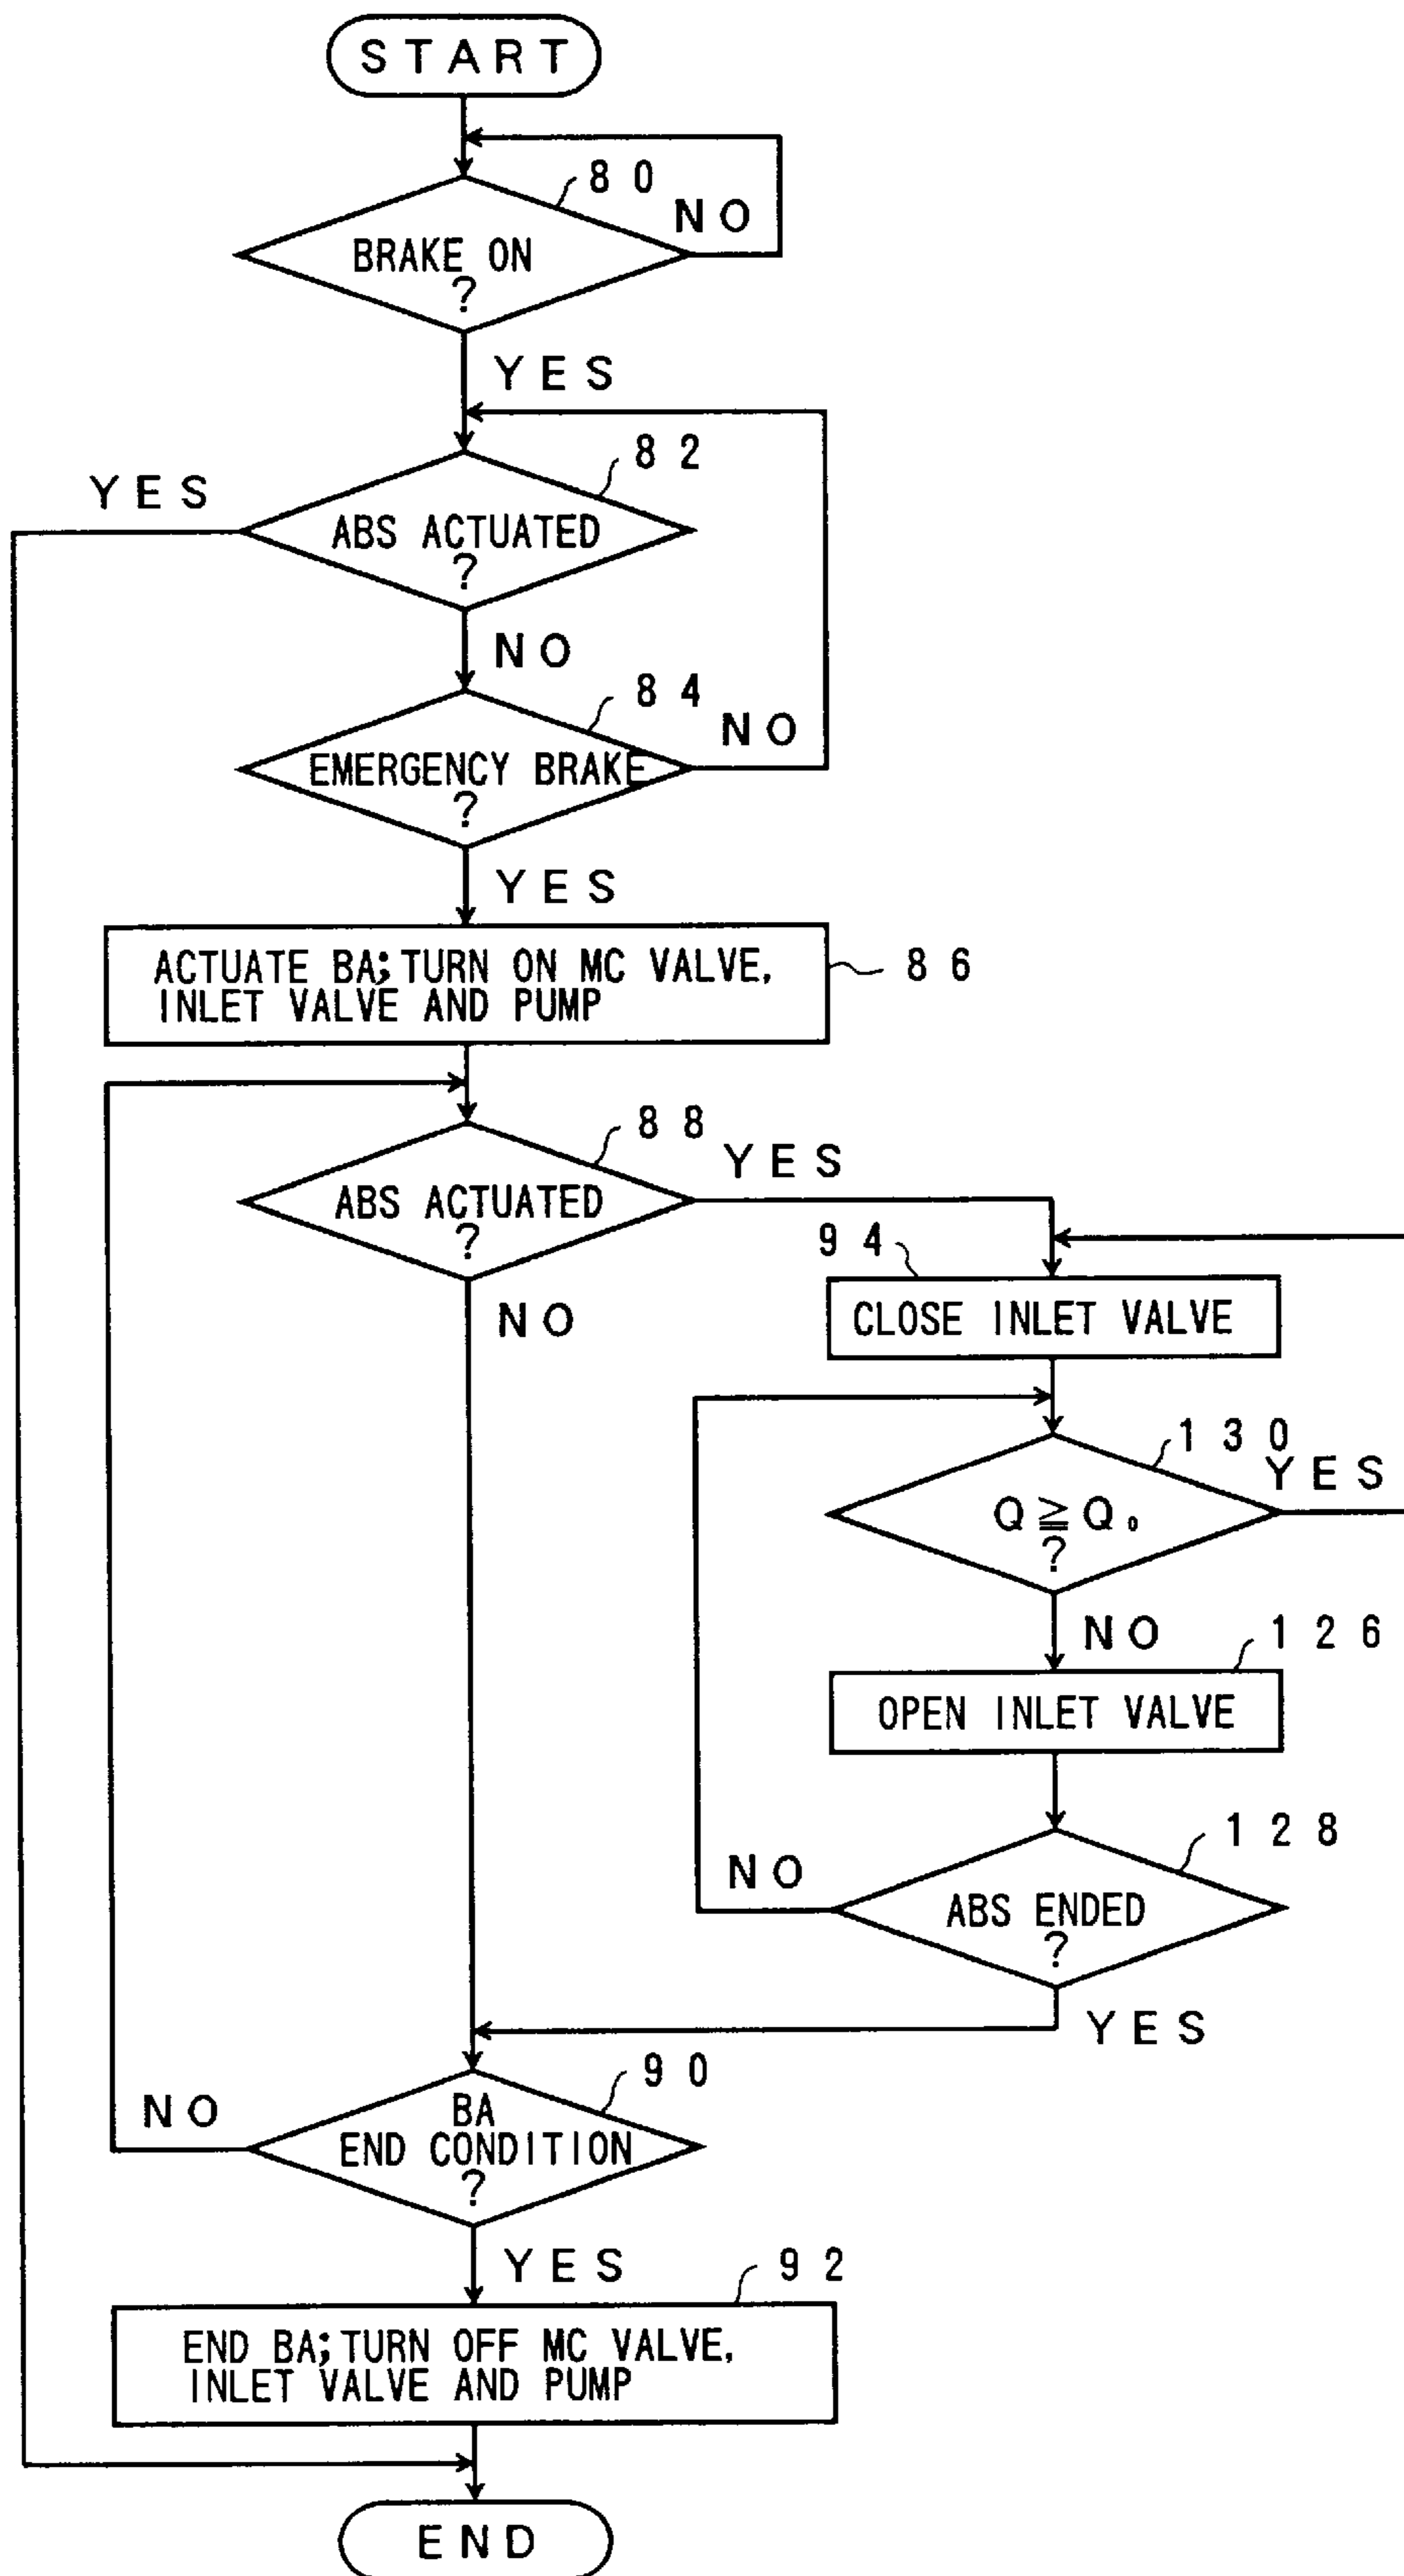 START
80
NO
BRAKE ON
?
YES
82
YES
ABS ACTUATED
?
NO
84
NO
EMERGENCY BRAKE
?
YES
ACTUATE BA; TURN ON MC VALVE,
INLET VALVE AND PUMP
86
88
YES
ABS ACTUATED
?
NO
94
CLOSE INLET VALVE
130
YES
Q ≧ Q₀
?
NO
126
OPEN INLET VALVE
128
NO
ABS ENDED
?
YES
90
NO
BA
END CONDITION
?
YES
92
END BA; TURN OFF MC VALVE,
INLET VALVE AND PUMP
END